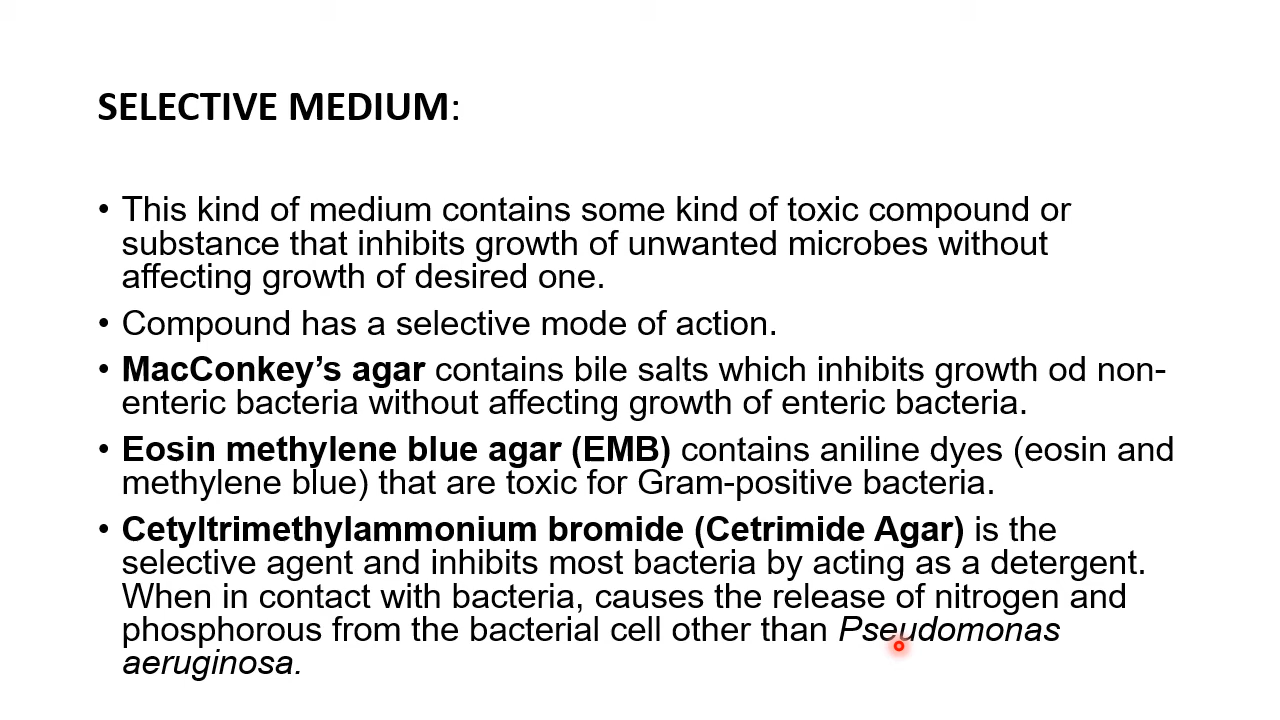 SELECTIVE MEDIUM:
• This kind of medium contains some kind of toxic compound or
substance that inhibits growth of unwanted microbes without
affecting growth of desired one.
• Compound has a selective mode of action.
• MacConkey’s agar contains bile salts which inhibits growth od non-
enteric bacteria without affecting growth of enteric bacteria.
• Eosin methylene blue agar (EMB) contains aniline dyes (eosin and
methylene blue) that are toxic for Gram-positive bacteria.
• Cetyltrimethylammonium bromide (Cetrimide Agar) is the
selective agent and inhibits most bacteria by acting as a detergent.
When in contact with bacteria, causes the release of nitrogen and
phosphorous from the bacterial cell other than Pseudomonas
aeruginosa.